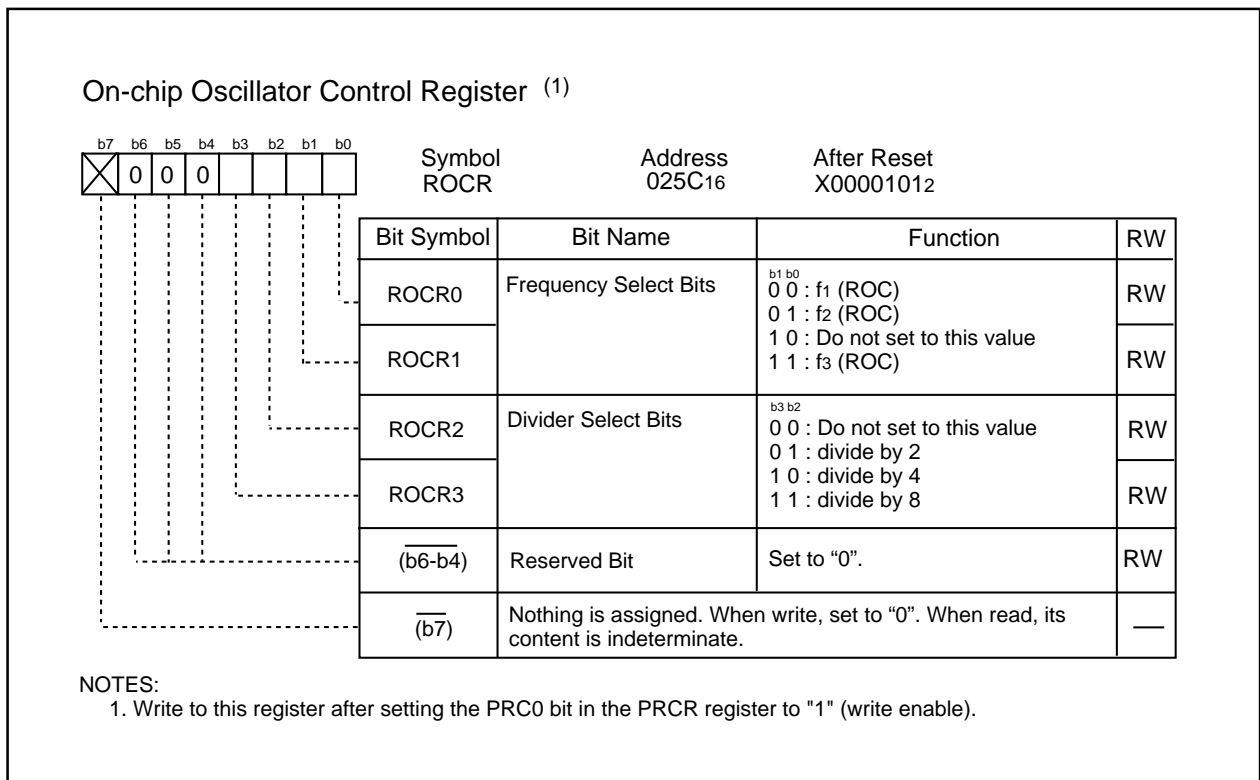 On-chip Oscillator Control Register (1)
b7 b6 b5 b4 b3 b2 b1 b0
0 0 0
Symbol Address After Reset
ROCR 025C16 X00001012
Bit Symbol Bit Name Function RW
ROCR0 Frequency Select Bits b1 b0 RW
0 0 : f1 (ROC)
0 1 : f2 (ROC)
1 0 : Do not set to this value
ROCR1 1 1 : f3 (ROC) RW
ROCR2 Divider Select Bits b3 b2 RW
0 0 : Do not set to this value
0 1 : divide by 2
1 0 : divide by 4
ROCR3 1 1 : divide by 8 RW
(b6-b4) Reserved Bit Set to “0”. RW
(b7) Nothing is assigned. When write, set to “0”. When read, its
content is indeterminate. —
NOTES:
1. Write to this register after setting the PRC0 bit in the PRCR register to "1" (write enable).